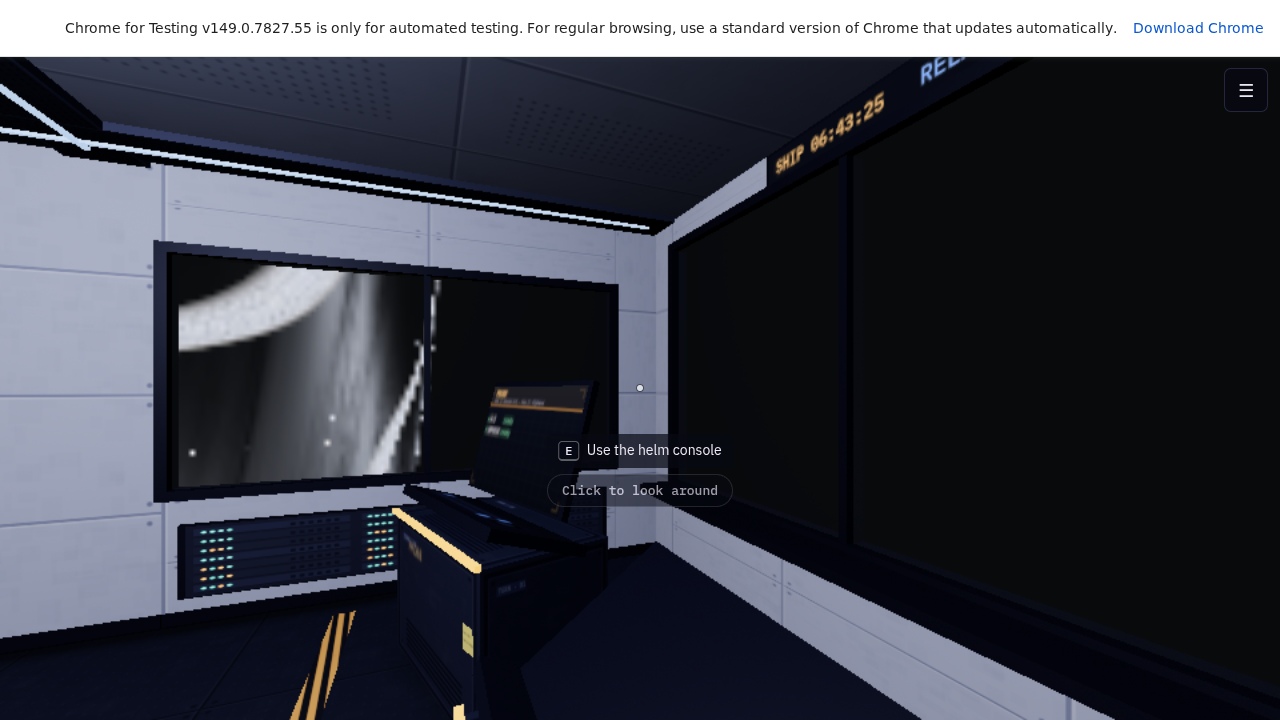 Chrome for Testing v149.0.7827.55 is only for automated testing. For regular browsing, use a standard version of Chrome that updates automatically. Download Chrome
SHIP 06:43:25
E Use the helm console
Click to look around